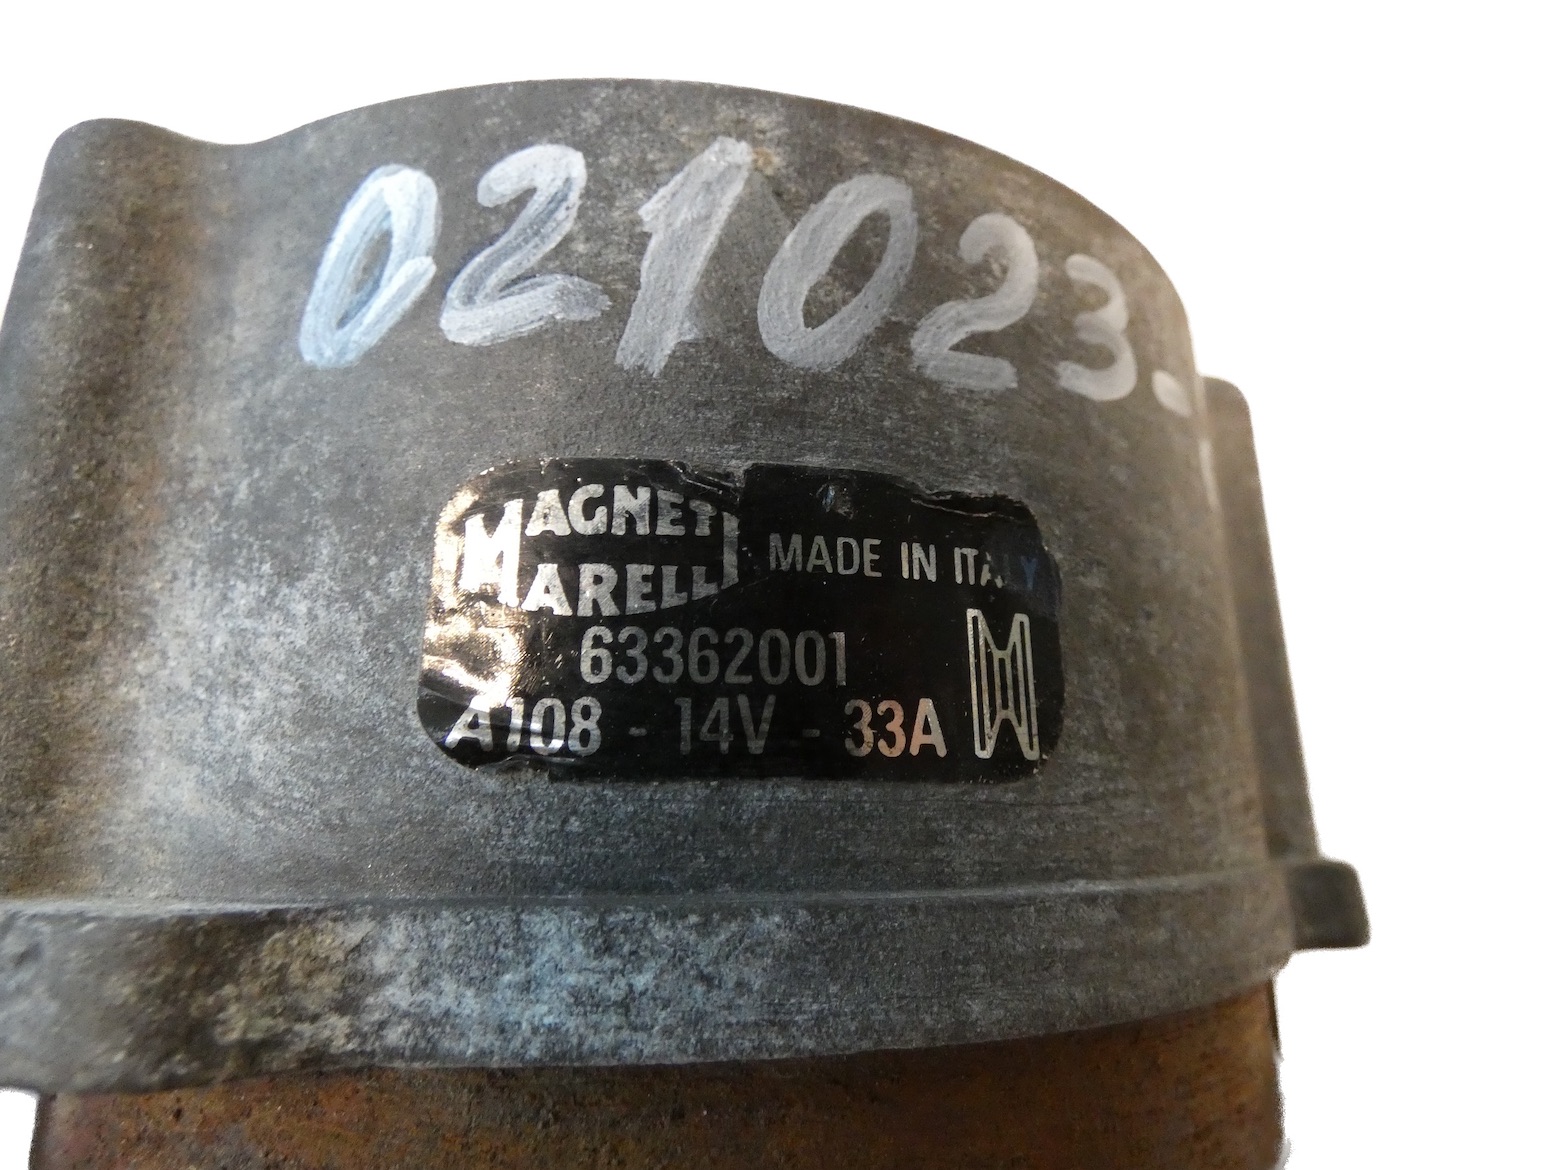 021023.
MAGNETI
MARELLI
MADE IN ITALY
63362001
A108 - 14V - 33A